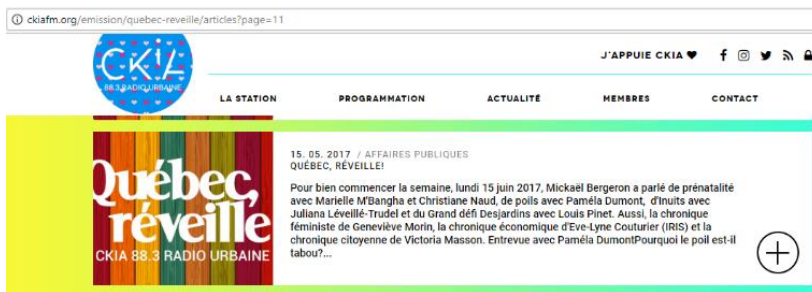 ckiafm.org/emission/quebec-reveille/articles?page=11
CKIA
88.3 RADIO URBAINE
J'APPUIE CKIA
LA STATION
PROGRAMMATION
ACTUALITÉ
MEMBRES
CONTACT
Québec,
réveille
CKIA 88.3 RADIO URBAINE
15. 05. 2017 / AFFAIRES PUBLIQUES
QUÉBEC, RÉVEILLE!
Pour bien commencer la semaine, lundi 15 juin 2017, Mickaël Bergeron a parlé de prénatalité
avec Marielle M'Bangha et Christiane Naud, de poils avec Paméla Dumont, d'Inuits avec
Juliana Léveillé-Trudel et du Grand défi Desjardins avec Louis Pinet. Aussi, la chronique
féministe de Geneviève Morin, la chronique économique d'Eve-Lyne Couturier (IRIS) et la
chronique citoyenne de Victoria Masson. Entrevue avec Paméla DumontPourquoi le poil est-il
tabou?...